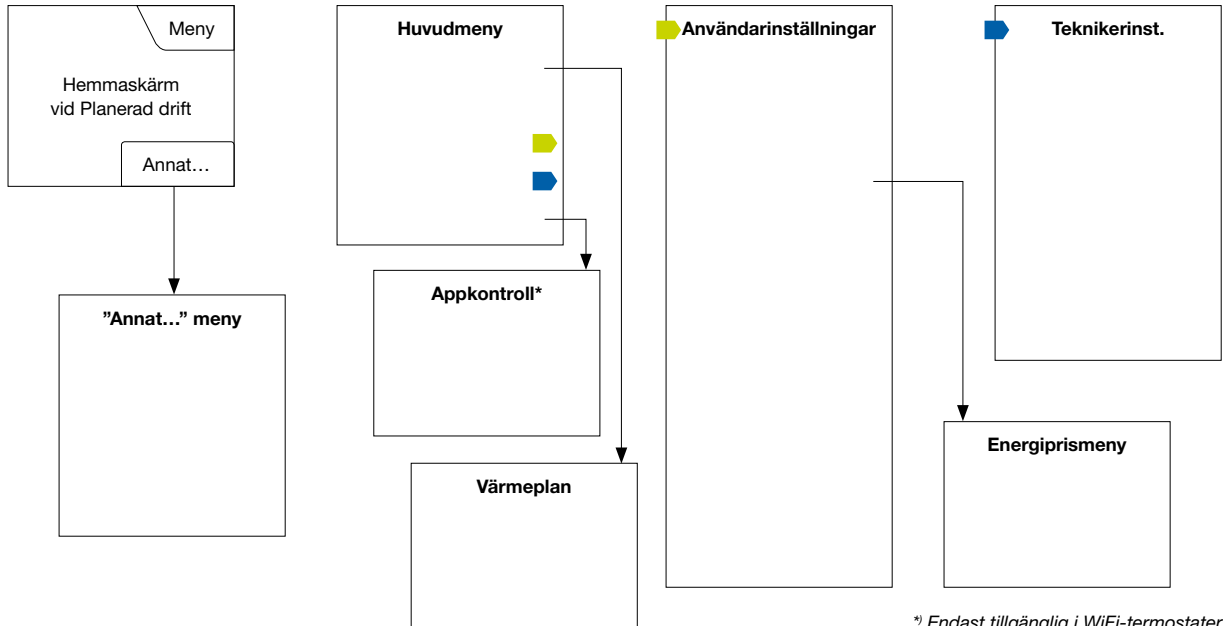 Meny
Hemmaskärm
vid Planerad drift
Annat…
”Annat…” meny
Huvudmeny
Appkontroll*
Värmeplan
Användarinställningar
Teknikerinst.
Energiprismeny
*) Endast tillgänglig i WiFi-termostater